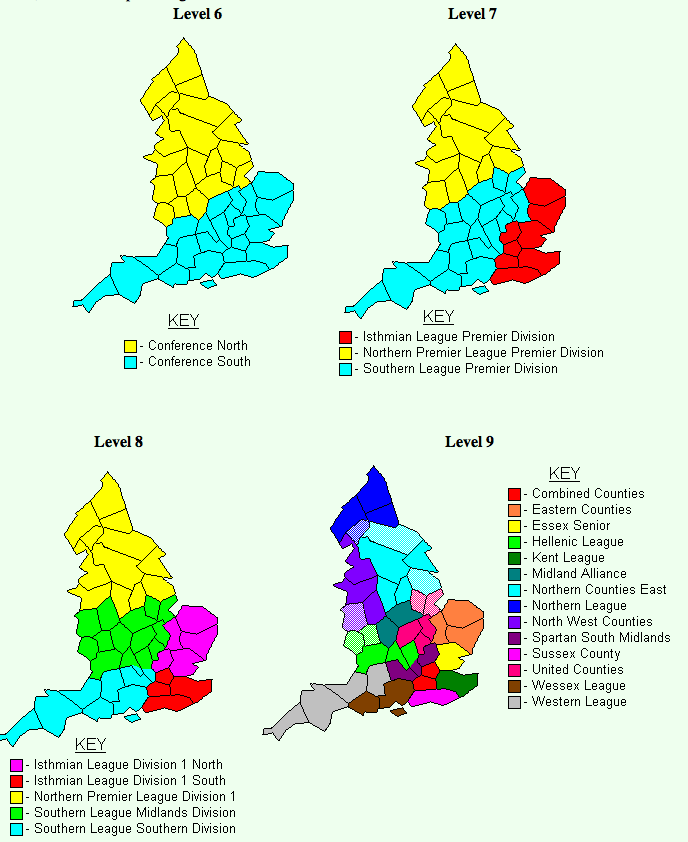 Level 6
Level 7
KEY
- Conference North
- Conference South
KEY
- Isthmian League Premier Division
- Northern Premier League Premier Division
- Southern League Premier Division
Level 8
Level 9
KEY
- Isthmian League Division 1 North
- Isthmian League Division 1 South
- Northern Premier League Division 1
- Southern League Midlands Division
- Southern League Southern Division
KEY
- Combined Counties
- Eastern Counties
- Essex Senior
- Hellenic League
- Kent League
- Midland Alliance
- Northern Counties East
- Northern League
- North West Counties
- Spartan South Midlands
- Sussex County
- United Counties
- Wessex League
- Western League